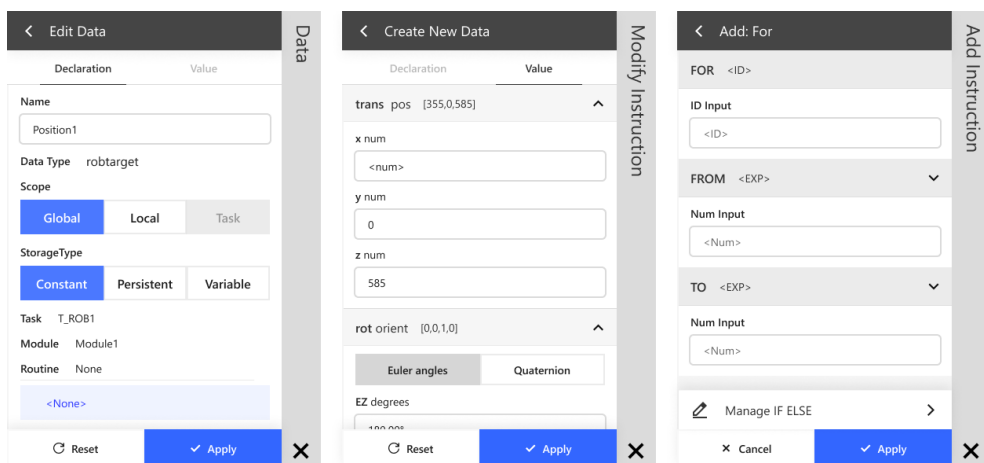 Edit Data
Declaration Value
Name
Position1
Data Type robtarget
Scope
Global Local Task
StorageType
Constant Persistent Variable
Task T_ROB1
Module Module1
Routine None
<None>
Reset Apply
Data
Create New Data
Declaration Value
trans pos [355,0,585]
x num
<num>
y num
0
z num
585
rot orient [0,0,1,0]
Euler angles Quaternion
EZ degrees
180.00°
Reset Apply
Modify Instruction
Add: For
FOR <ID>
ID Input
<ID>
FROM <EXP>
Num Input
<Num>
TO <EXP>
Num Input
<Num>
Manage IF ELSE
Cancel Apply
Add Instruction